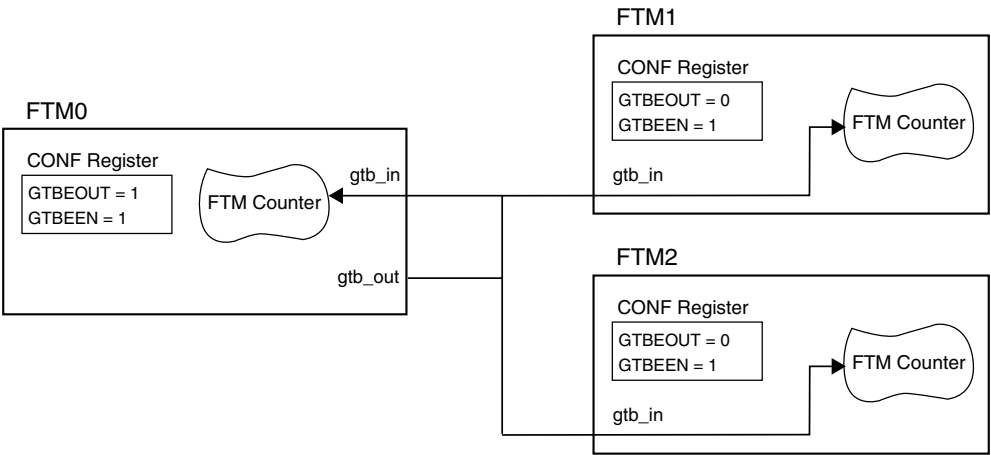 FTM0
CONF Register
GTBEOUT = 1
GTBEEN = 1
FTM Counter
gtb_in
gtb_out
FTM1
CONF Register
GTBEOUT = 0
GTBEEN = 1
FTM Counter
gtb_in
FTM2
CONF Register
GTBEOUT = 0
GTBEEN = 1
FTM Counter
gtb_in